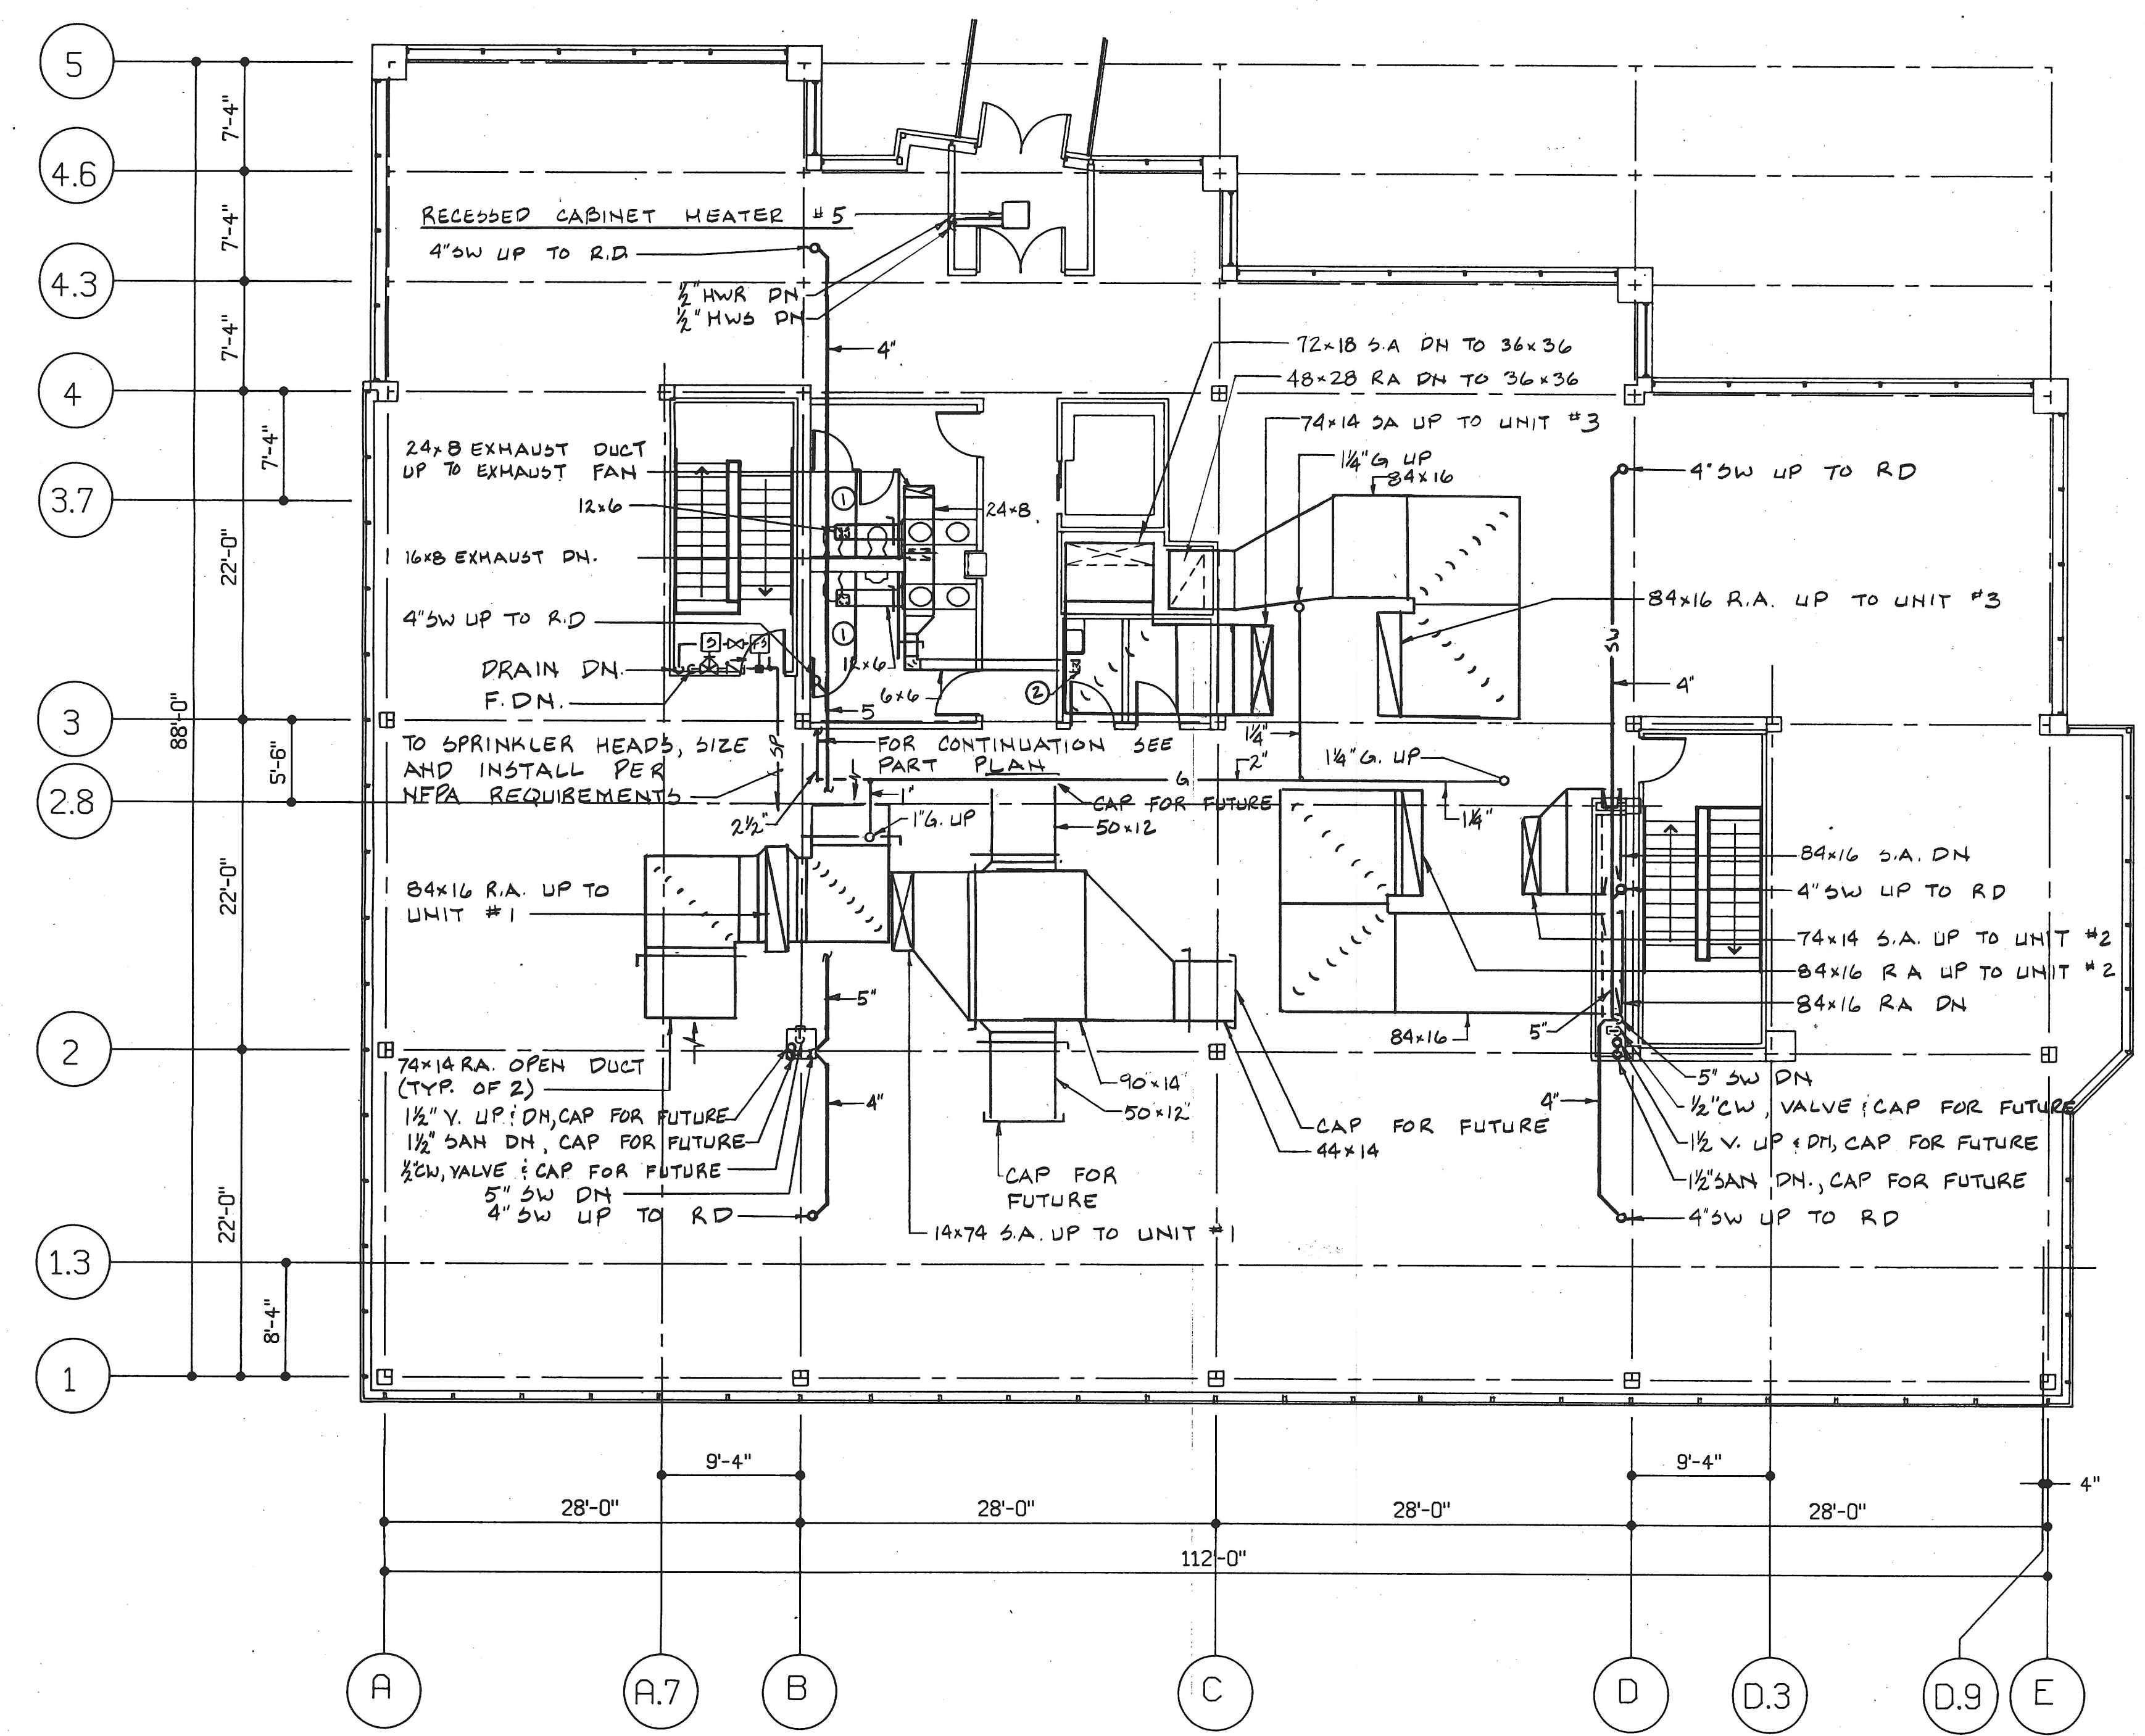 5
4.6
4.3
4
3.7
3
2.8
2
1.3
1
7'-4"
7'-4"
7'-4"
7'-4"
22'-0"
5'-6"
88'-0"
22'-0"
22'-0"
8'-4"
RECESSED CABINET HEATER #5
4" SW UP TO R.D.
½" HWR DN
½" HWS DN
4"
72×18 S.A DN TO 36×36
48×28 RA DN TO 36×36
74×14 SA UP TO UNIT #3
1¼" G UP
84×16
4" SW UP TO RD
24×8 EXHAUST DUCT
UP TO EXHAUST FAN
12×6
24×8
16×8 EXHAUST DN.
4" SW UP TO R.D
DRAIN DN.
F. DN.
S
FS
1
1
12×6
6×6
2
5
84×16 R.A. UP TO UNIT #3
SW
4"
TO SPRINKLER HEADS, SIZE
AND INSTALL PER
NFPA REQUIREMENTS
SP
FOR CONTINUATION SEE
PART PLAN
1¼"
2"
1¼" G. UP
G
1"
2½"
1" G. UP
CAP FOR FUTURE
50×12
1¼"
84×16 S.A. DN
4" SW UP TO RD
74×14 S.A. UP TO UNIT #2
84×16 R A UP TO UNIT #2
84×16 RA DN
84×16 R.A. UP TO
UNIT #1
5"
5"
84×16
74×14 RA. OPEN DUCT
(TYP. OF 2)
1½" V. UP & DN, CAP FOR FUTURE
1½" SAN DN, CAP FOR FUTURE
½" CW, VALVE & CAP FOR FUTURE
5" SW DN
4" SW UP TO RD
4"
90×14"
50×12"
CAP FOR FUTURE
44×14
CAP FOR
FUTURE
14×74 S.A. UP TO UNIT #1
4"
5" SW DN
½" CW, VALVE & CAP FOR FUTURE
1½ V. UP & DN, CAP FOR FUTURE
1½" SAN DN., CAP FOR FUTURE
4" SW UP TO RD
9'-4"
9'-4"
4"
28'-0"
28'-0"
28'-0"
28'-0"
112'-0"
A
A.7
B
C
D
D.3
D.9
E